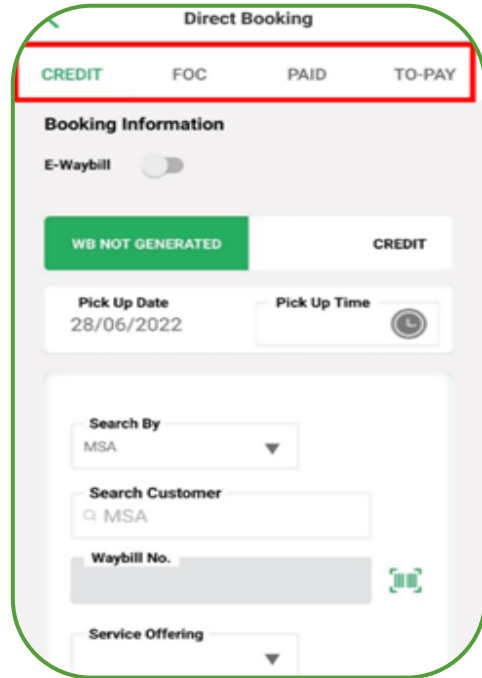 Direct Booking
CREDIT FOC PAID TO-PAY
Booking Information
E-Waybill
WB NOT GENERATED CREDIT
Pick Up Date Pick Up Time
28/06/2022
Search By
MSA
Search Customer
MSA
Waybill No.
Service Offering